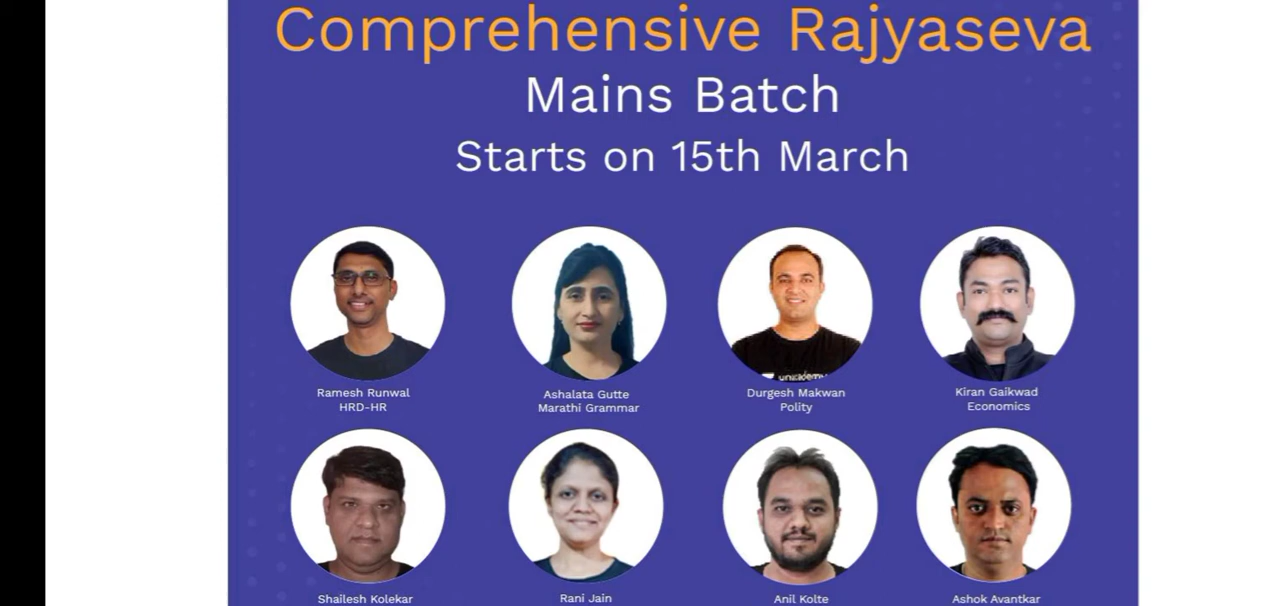 Comprehensive Rajyaseva
Mains Batch
Starts on 15th March
Ramesh Runwal
HRD-HR
Ashalata Gutte
Marathi Grammar
Durgesh Makwan
Polity
Kiran Gaikwad
Economics
Shailesh Kolekar
Rani Jain
Anil Kolte
Ashok Avantkar